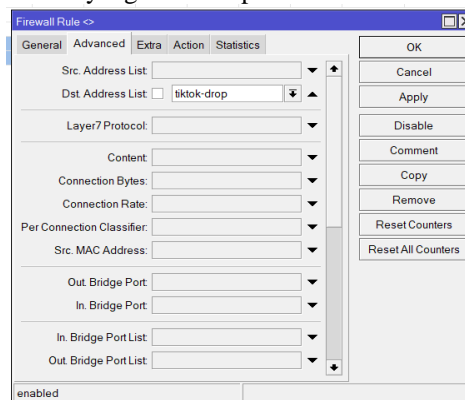 Firewall Rule <>
General Advanced Extra Action Statistics
Src. Address List:
Dst. Address List: tiktok-drop
Layer7 Protocol:
Content:
Connection Bytes:
Connection Rate:
Per Connection Classifier:
Src. MAC Address:
Out. Bridge Port:
In. Bridge Port:
In. Bridge Port List:
Out. Bridge Port List:
enabled
OK
Cancel
Apply
Disable
Comment
Copy
Remove
Reset Counters
Reset All Counters